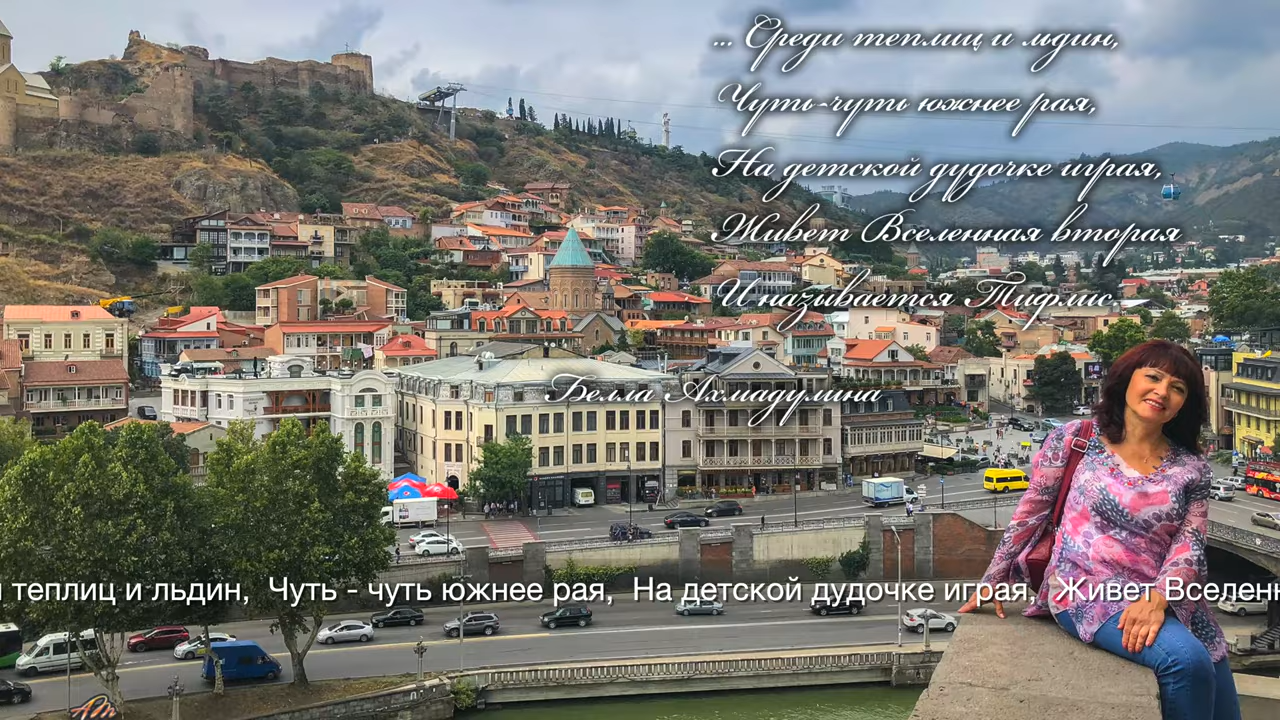 ... Среди теплиц и льдин,
Чуть-чуть южнее рая,
На детской дудочке играя,
Живет Вселенная вторая
И называется Тифлис.
Белла Ахмадулина
теплиц и льдин, Чуть - чуть южнее рая, На детской дудочке играя, Живет